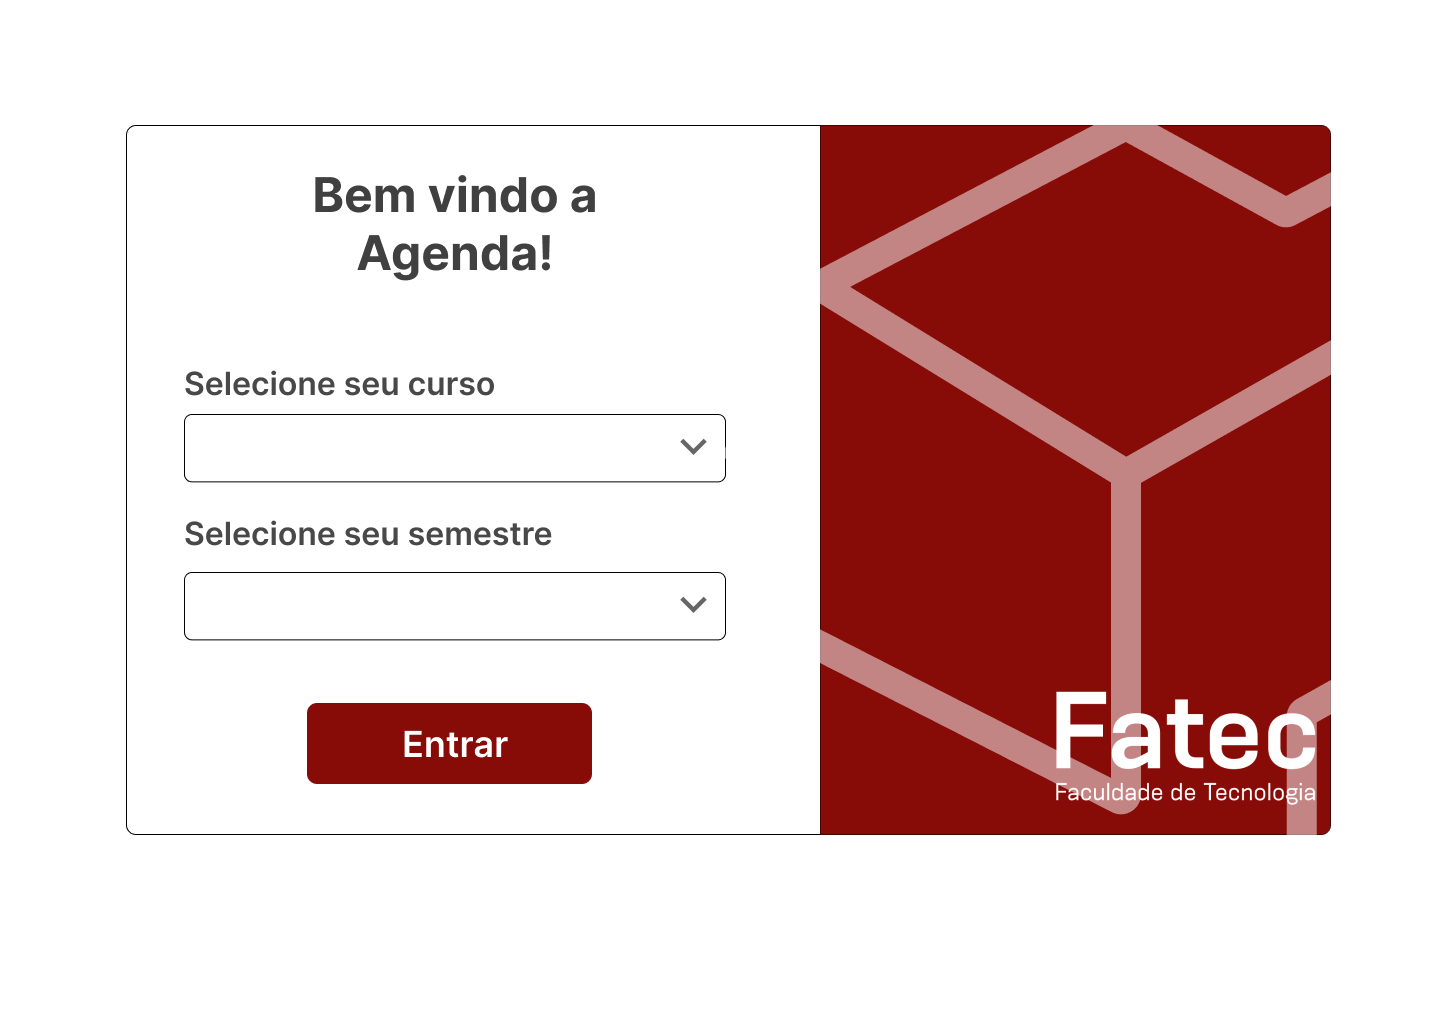 Bem vindo a
Agenda!
Selecione seu curso
Selecione seu semestre
Entrar
Fatec
Faculdade de Tecnologia